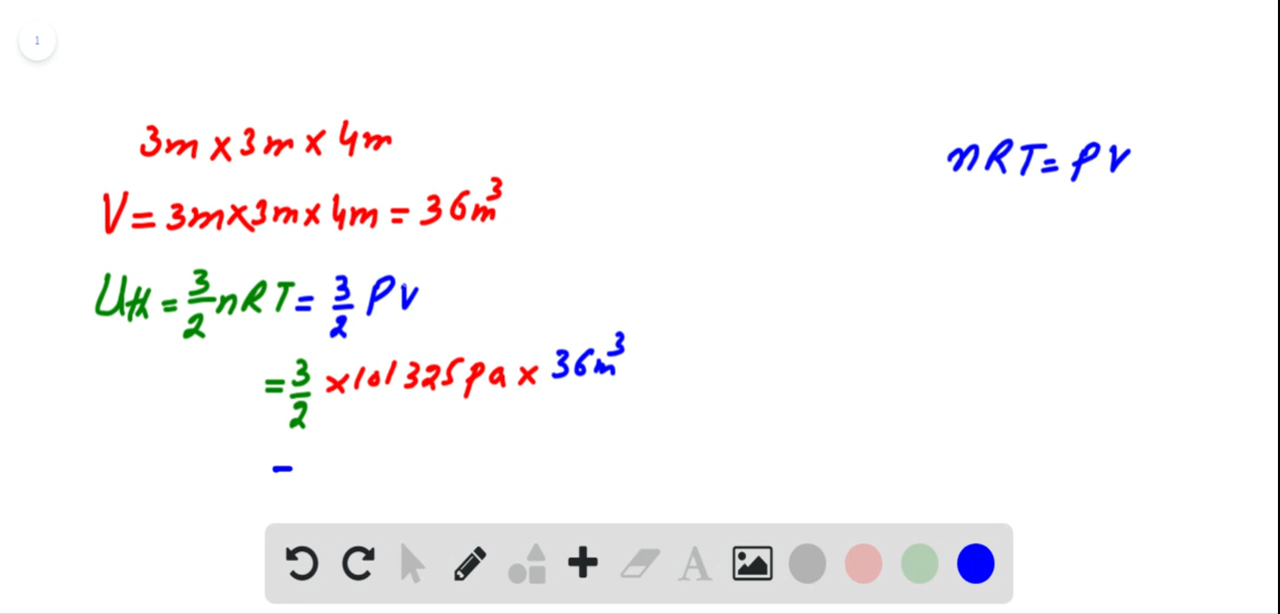 1
3m x 3m x 4m
nRT = PV
V = 3m x 3m x 4m = 36m³
Uth = 3/2 nRT = 3/2 PV
= 3/2 x 101325 pa x 36m³
-
A